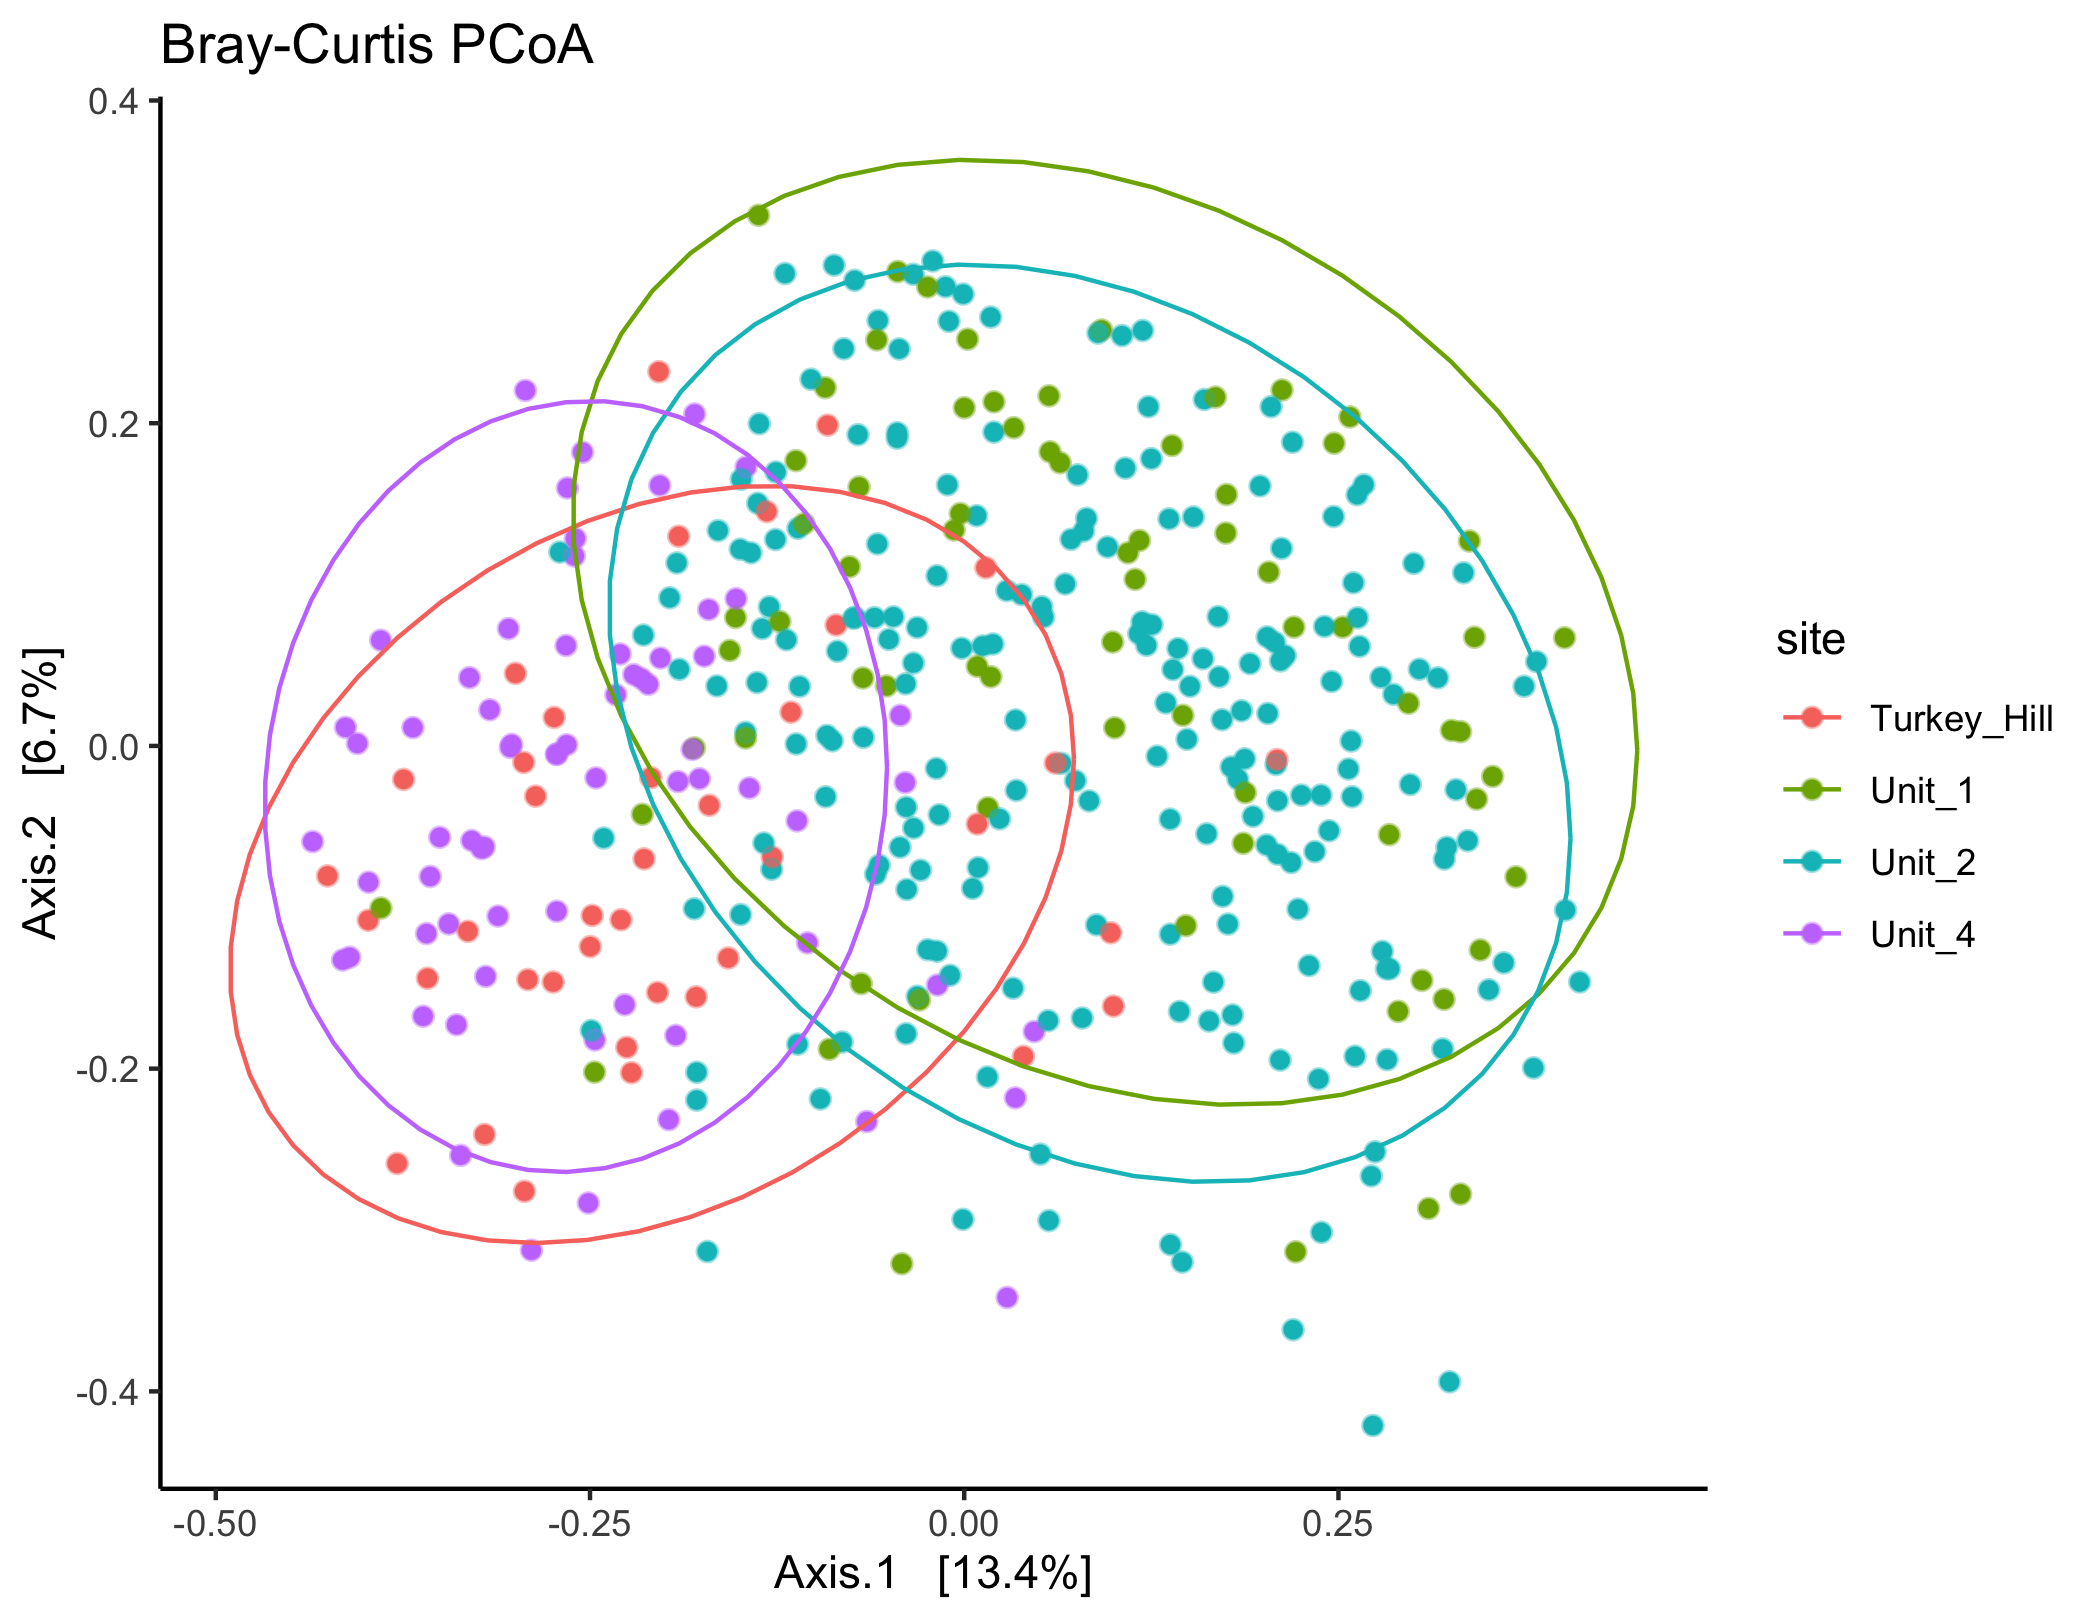 Bray-Curtis PCoA
0.4
0.2
0.0
-0.2
-0.4
Axis.2 [6.7%]
-0.50
-0.25
0.00
0.25
Axis.1 [13.4%]
site
Turkey_Hill
Unit_1
Unit_2
Unit_4